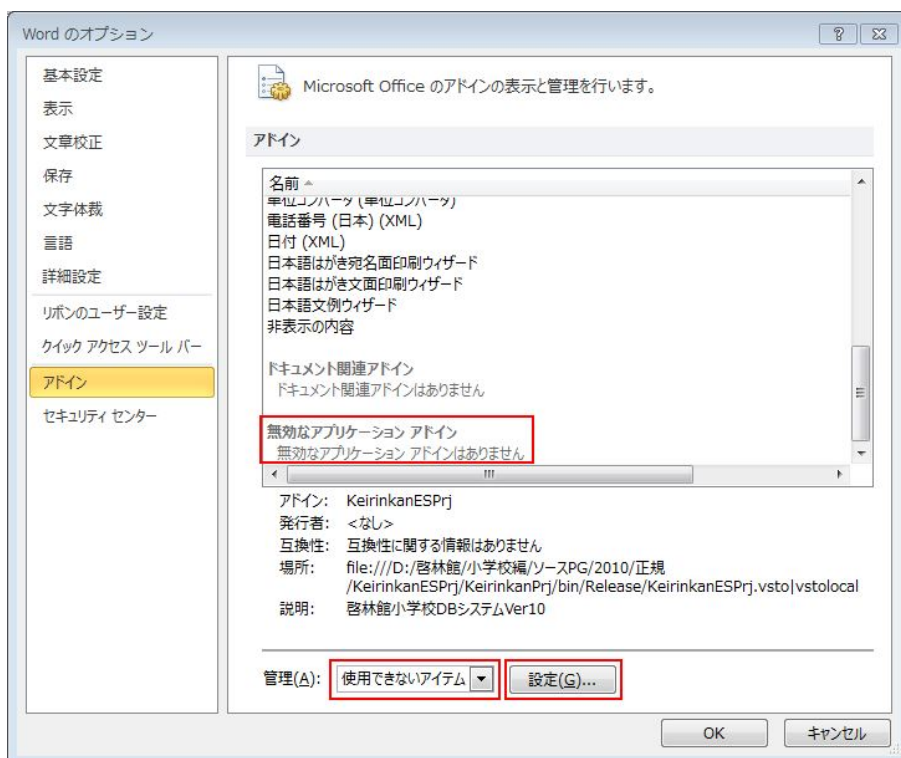 Word のオプション
基本設定
表示
文章校正
保存
文字体裁
言語
詳細設定
リボンのユーザー設定
クイック アクセス ツール バー
アドイン
セキュリティ センター
Microsoft Office のアドインの表示と管理を行います。
アドイン
名前
単位コンバータ (単位コンバータ)
電話番号 (日本) (XML)
日付 (XML)
日本語はがき宛名面印刷ウィザード
日本語はがき文面印刷ウィザード
日本語文例ウィザード
非表示の内容
ドキュメント関連アドイン
ドキュメント関連アドインはありません
無効なアプリケーション アドイン
無効なアプリケーション アドインはありません
アドイン: KeirinkanESPrj
発行者: <なし>
互換性: 互換性に関する情報はありません
場所: file:///D:/啓林館/小学校編/ソースPG/2010/正規
/KeirinkanESPrj/KeirinkanPrj/bin/Release/KeirinkanESPrj.vsto|vstolocal
説明: 啓林館小学校DBシステムVer10
管理(A): 使用できないアイテム 設定(G)...
OK キャンセル